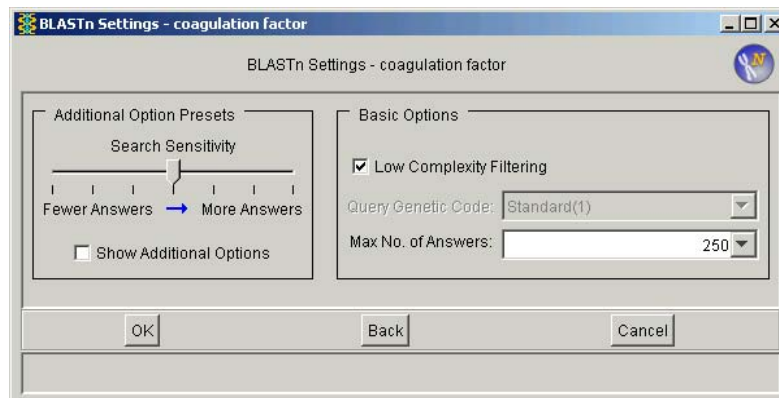 BLASTn Settings - coagulation factor
BLASTn Settings - coagulation factor
N
Additional Option Presets
Search Sensitivity
Fewer Answers → More Answers
Show Additional Options
Basic Options
Low Complexity Filtering
Query Genetic Code: Standard(1)
Max No. of Answers: 250
OK Back Cancel